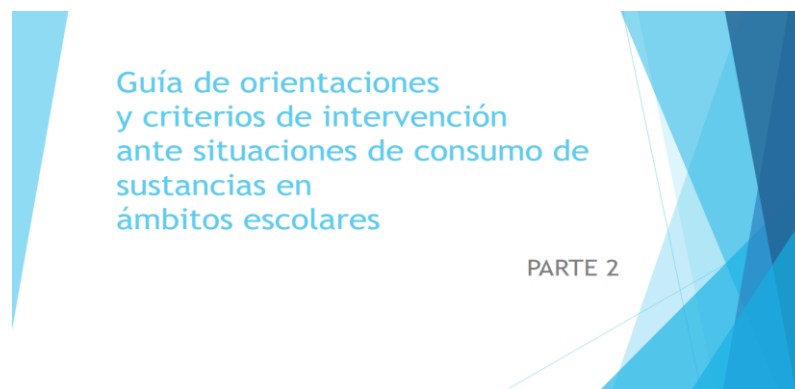 Guía de orientaciones
y criterios de intervención
ante situaciones de consumo de
sustancias en
ámbitos escolares
PARTE 2